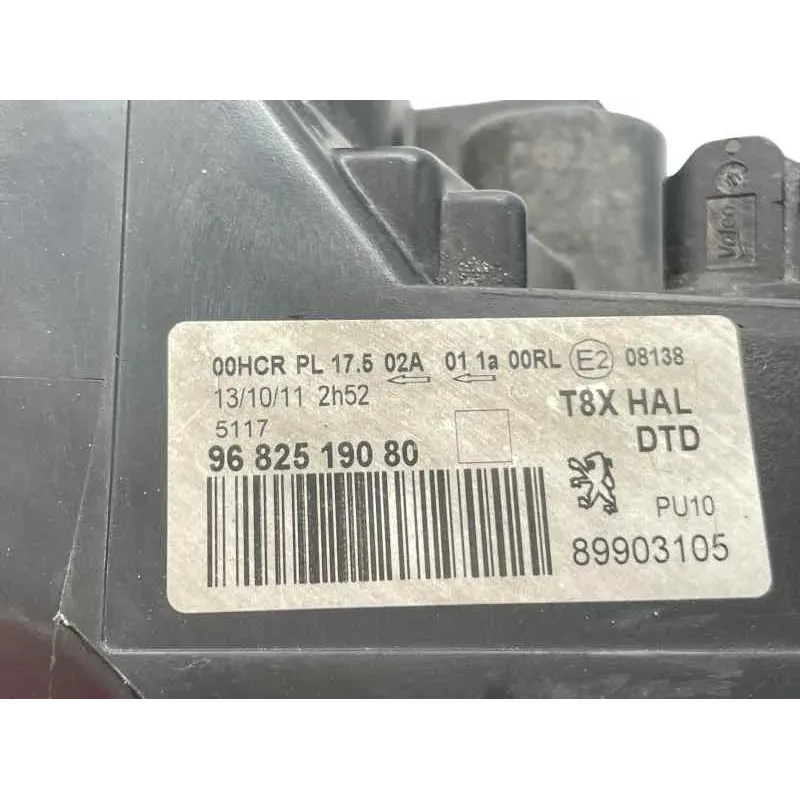 Valeo
00HCR PL 17.5 02A 01 1a 00RL E2 08138
13/10/11 2h52
T8X HAL
5117
DTD
96 825 190 80
PU10
89903105